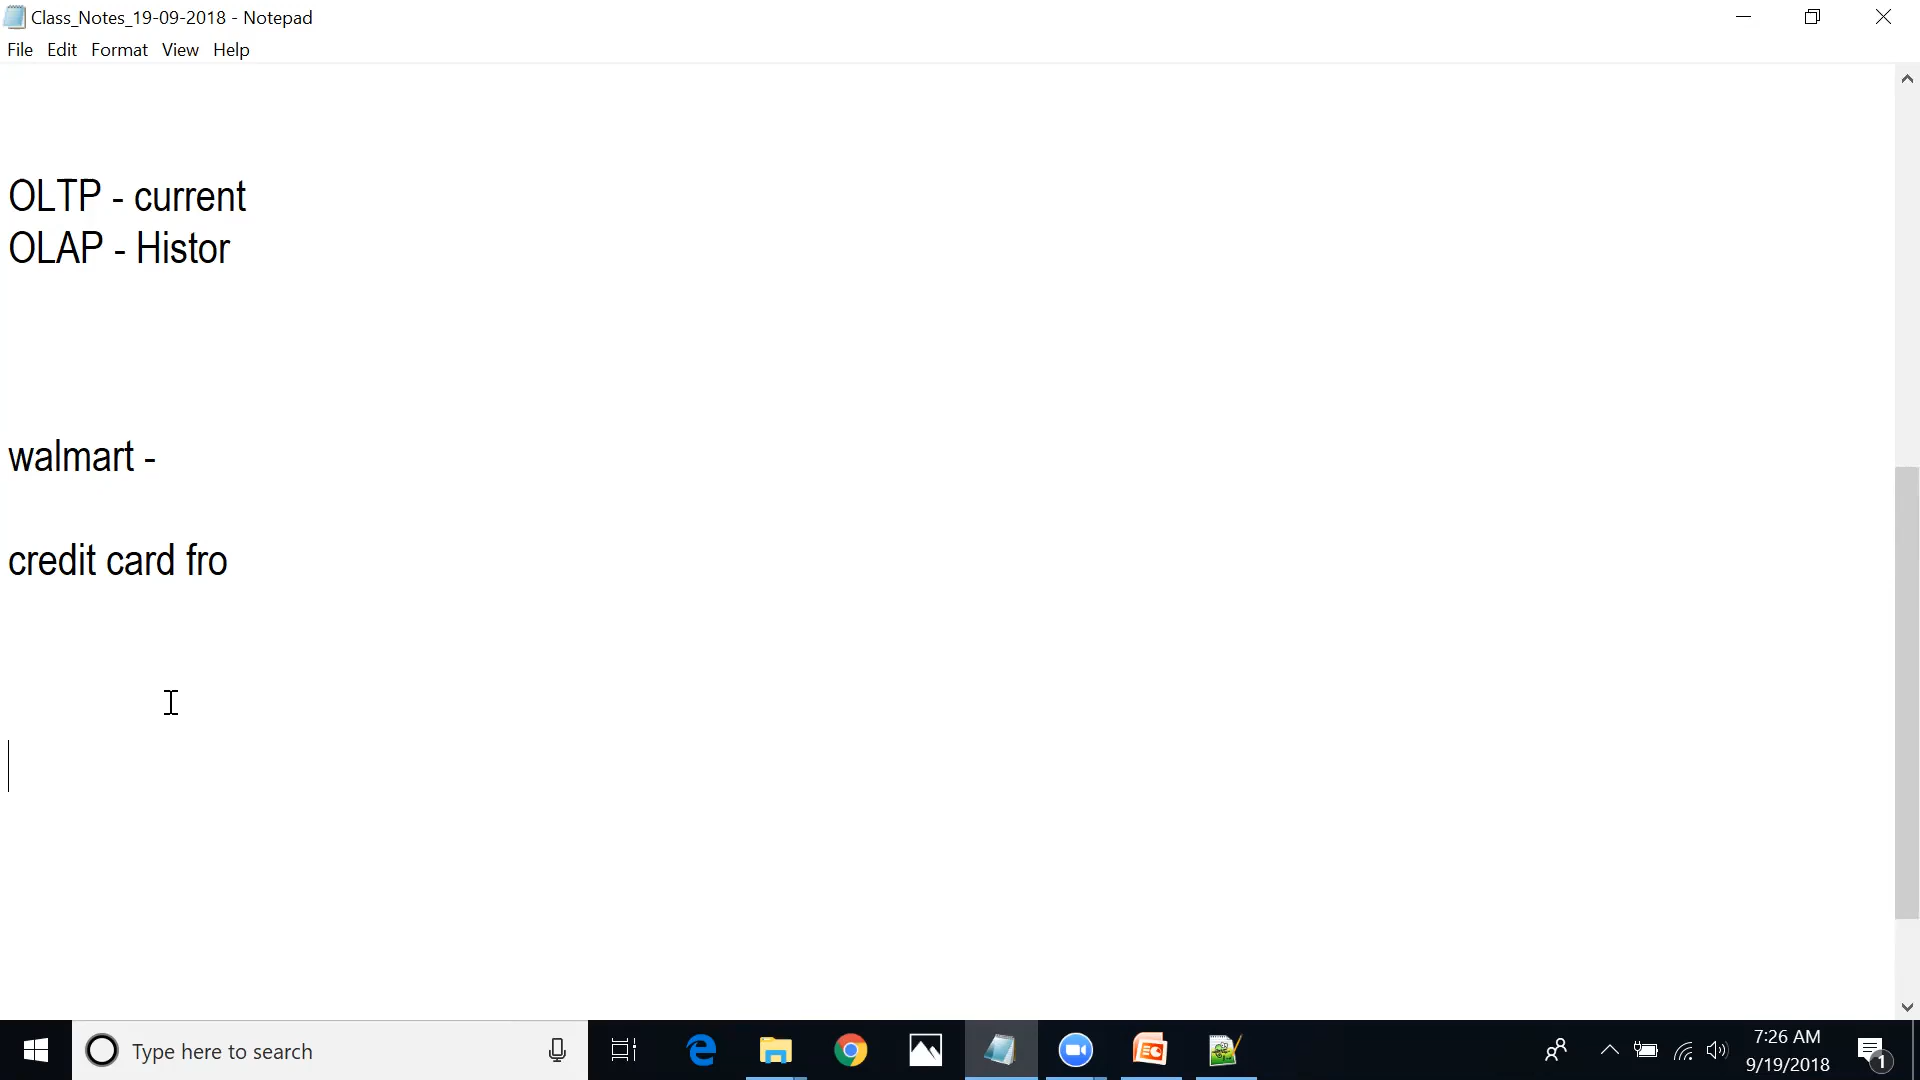 Class_Notes_19-09-2018 - Notepad
File Edit Format View Help
OLTP - current
OLAP - Histor
walmart -
credit card fro
Type here to search
7:26 AM
9/19/2018
1